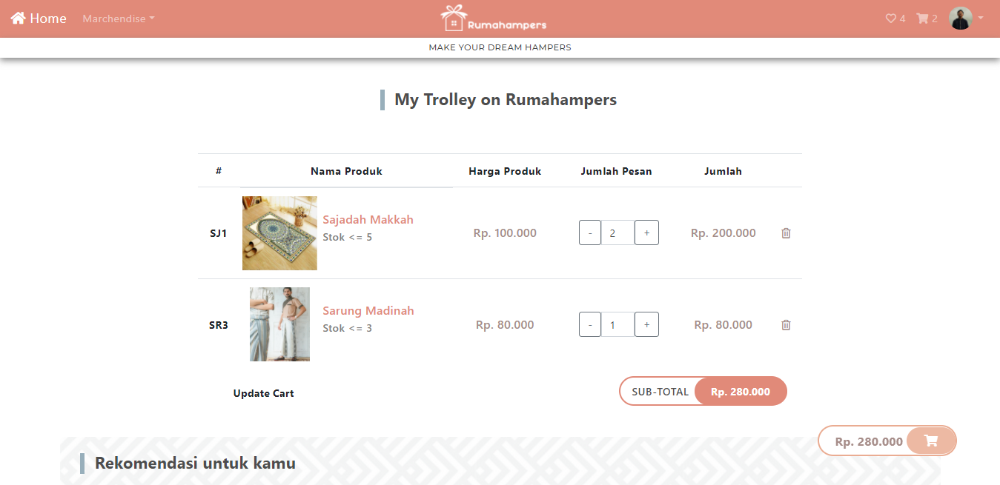 Home Marchendise Rumahampers 4 2
MAKE YOUR DREAM HAMPERS
My Trolley on Rumahampers
# Nama Produk Harga Produk Jumlah Pesan Jumlah
SJ1 Sajadah Makkah Rp. 100.000 - 2 + Rp. 200.000
Stok <= 5
SR3 Sarung Madinah Rp. 80.000 - 1 + Rp. 80.000
Stok <= 3
Update Cart SUB-TOTAL Rp. 280.000
Rp. 280.000
Rekomendasi untuk kamu